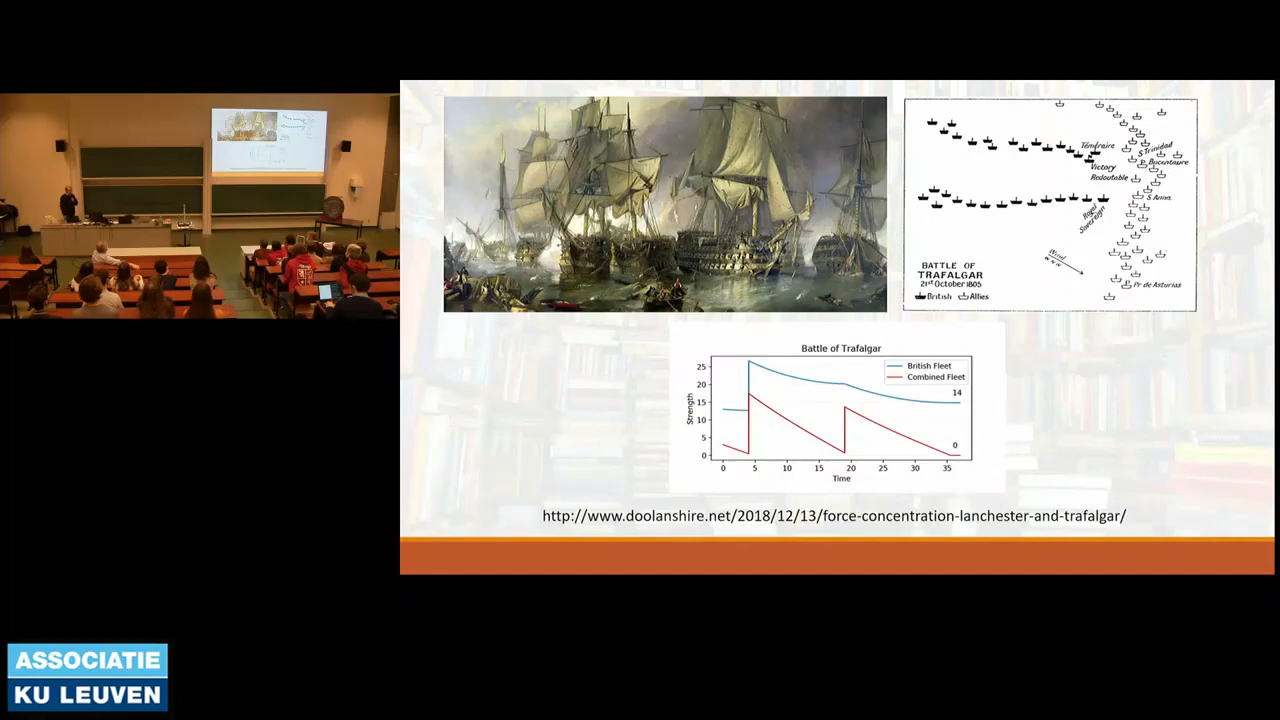 Témeraire
S Trinidad
Bucentaure
Victory
Redoutable
S Anna
Royal
Sovereign
Wind
W N W
BATTLE OF
TRAFALGAR
21st October 1805
British Allies
Pr de Asturias
Battle of Trafalgar
British Fleet
Combined Fleet
14
0
25
20
15
10
5
0
Strength
0 5 10 15 20 25 30 35
Time
http://www.doolanshire.net/2018/12/13/force-concentration-lanchester-and-trafalgar/
ASSOCIATIE
KU LEUVEN